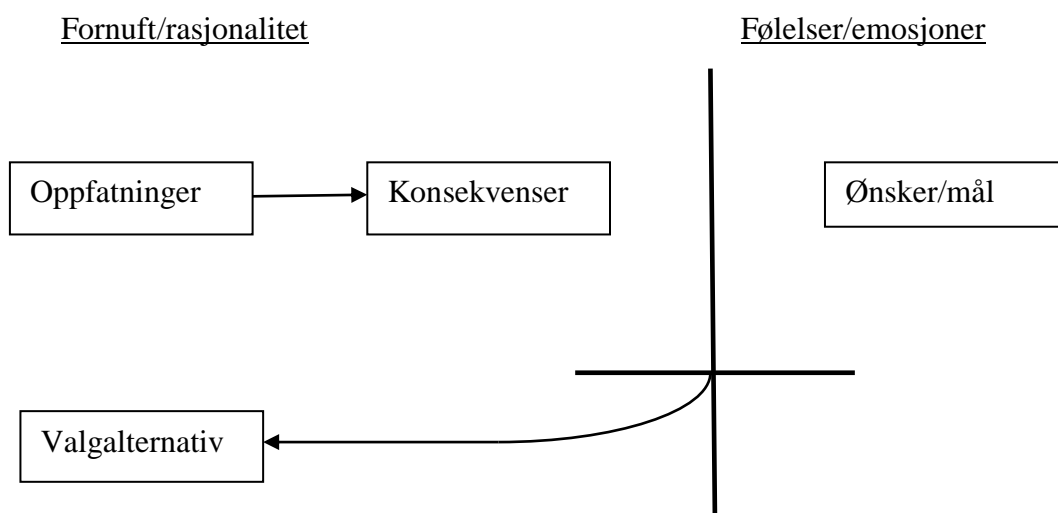 Fornuft/rasjonalitet
Følelser/emosjoner
Oppfatninger
Konsekvenser
Ønsker/mål
Valgalternativ